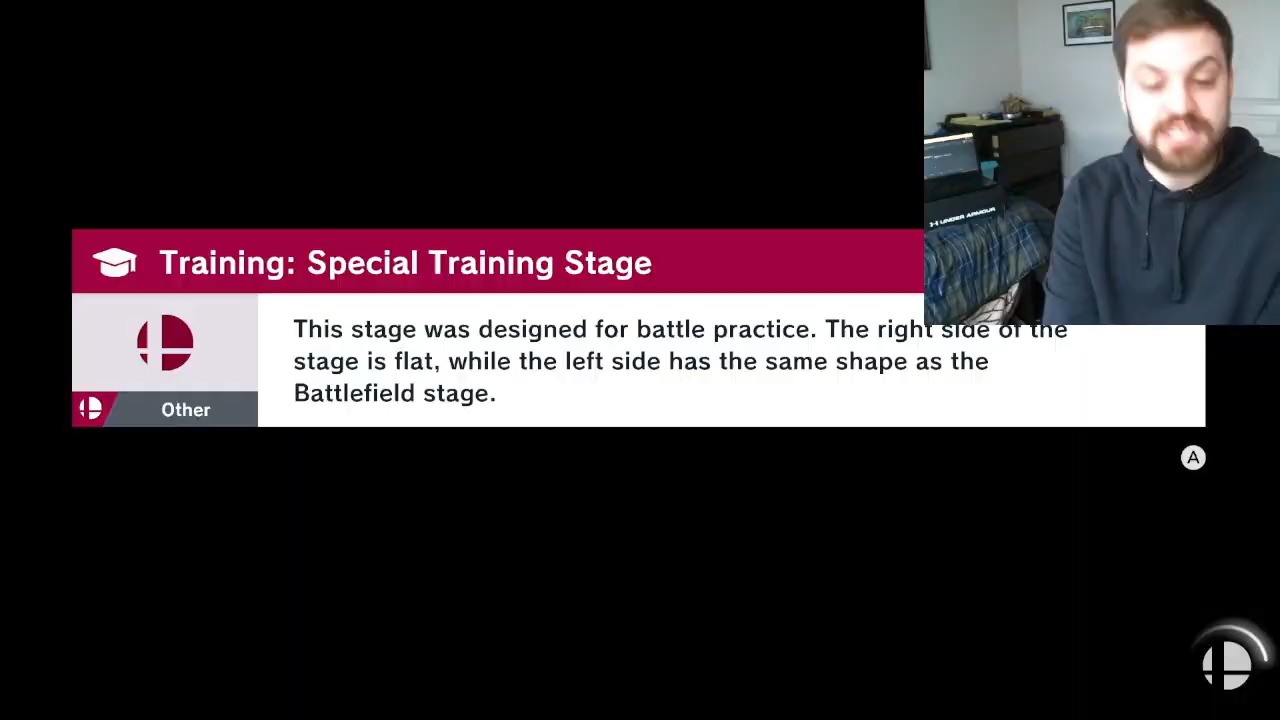 Training: Special Training Stage
This stage was designed for battle practice. The right side of the
stage is flat, while the left side has the same shape as the
Battlefield stage.
Other
A
UNDER ARMOUR